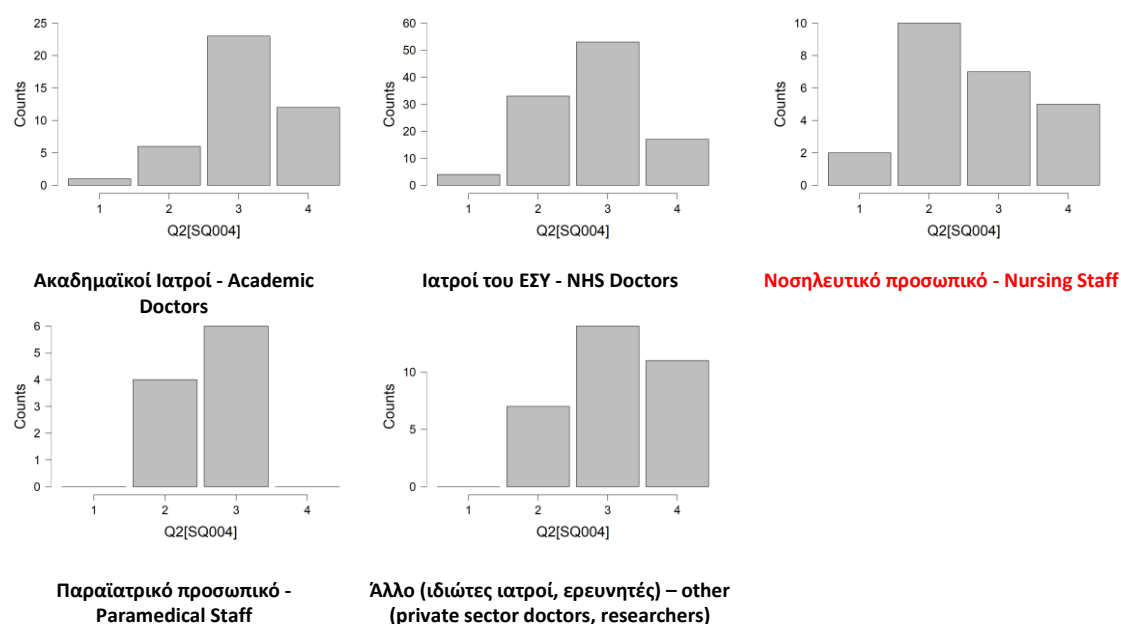 25
20
15
10
5
0
Counts
1 2 3 4
Q2[SQ004]
Ακαδημαϊκοί Ιατροί - Academic
Doctors
60
50
40
30
20
10
0
Counts
1 2 3 4
Q2[SQ004]
Ιατροί του ΕΣΥ - NHS Doctors
10
8
6
4
2
0
Counts
1 2 3 4
Q2[SQ004]
Νοσηλευτικό προσωπικό - Nursing Staff
6
5
4
3
2
1
0
Counts
1 2 3 4
Q2[SQ004]
Παραϊατρικό προσωπικό -
Paramedical Staff
10
5
0
Counts
1 2 3 4
Q2[SQ004]
Άλλο (ιδιώτες ιατροί, ερευνητές) – other
(private sector doctors, researchers)